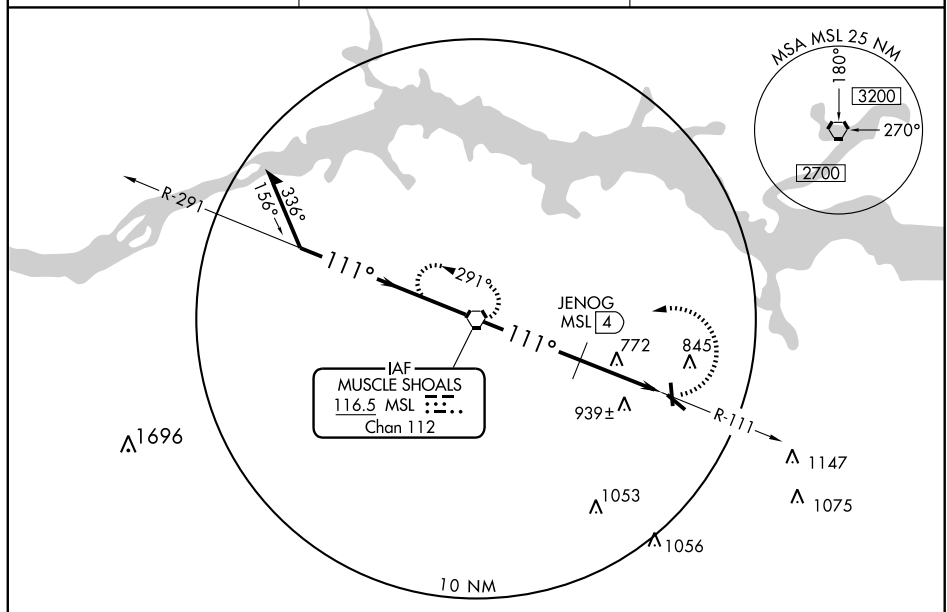 MSA MSL 25 NM
180°
3200
270°
2700
R-291
156°
336°
111°
291°
JENOG
MSL 4
111°
772
845
IAF
MUSCLE SHOALS
116.5 MSL
Chan 112
939±
R-111
1696
1147
1053
1075
1056
10 NM